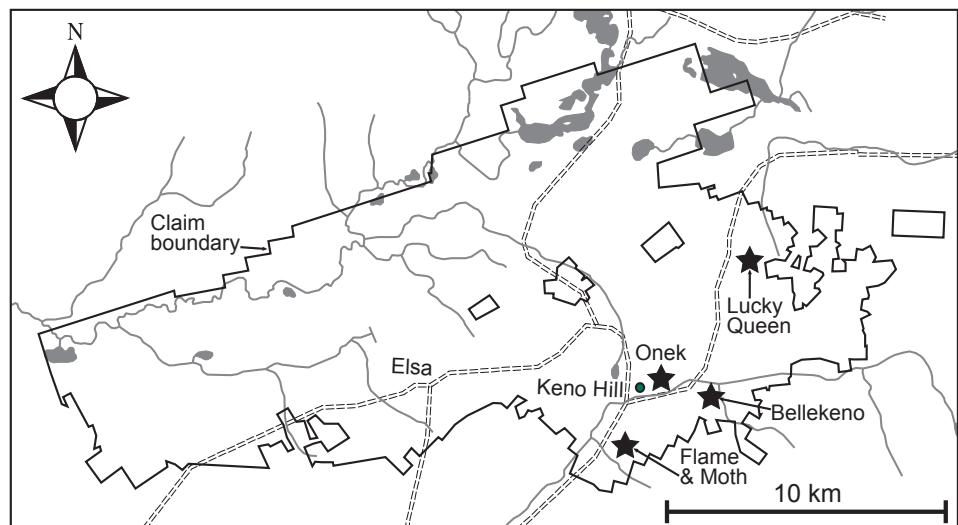 N
Claim
boundary
Lucky
Queen
Elsa
Onek
Keno Hill
Bellekeno
Flame
& Moth
10 km